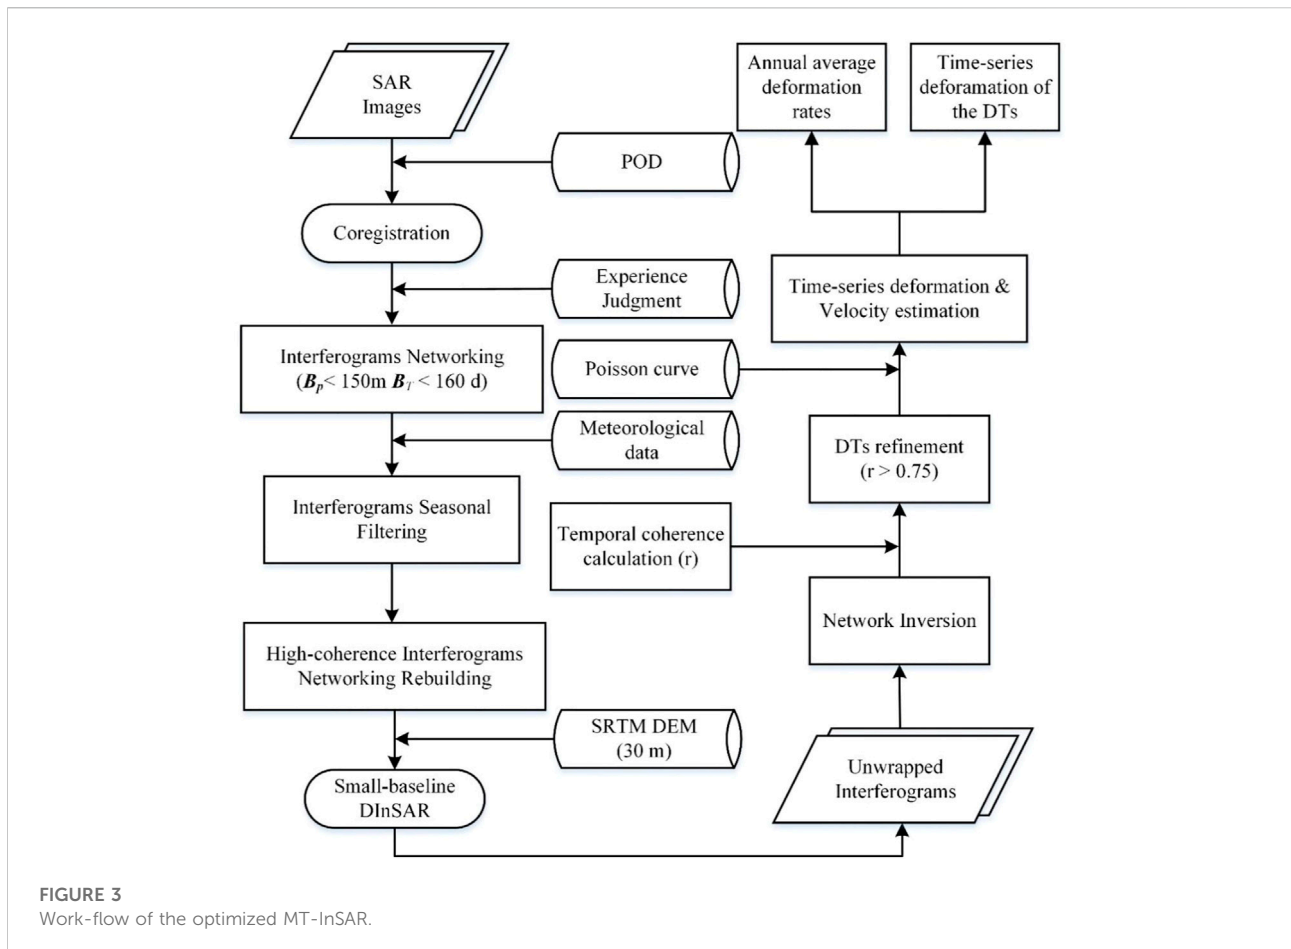 SAR
Images
POD
Coregistration
Experience
Judgment
Interferograms Networking
(Bp< 150m BT < 160 d)
Meteorological
data
Interferograms Seasonal
Filtering
High-coherence Interferograms
Networking Rebuilding
SRTM DEM
(30 m)
Small-baseline
DInSAR
Unwrapped
Interferograms
Network Inversion
Temporal coherence
calculation (r)
DTs refinement
(r > 0.75)
Poisson curve
Time-series deformation &
Velocity estimation
Annual average
deformation
rates
Time-series
deforamation of
the DTs
FIGURE 3
Work-flow of the optimized MT-InSAR.